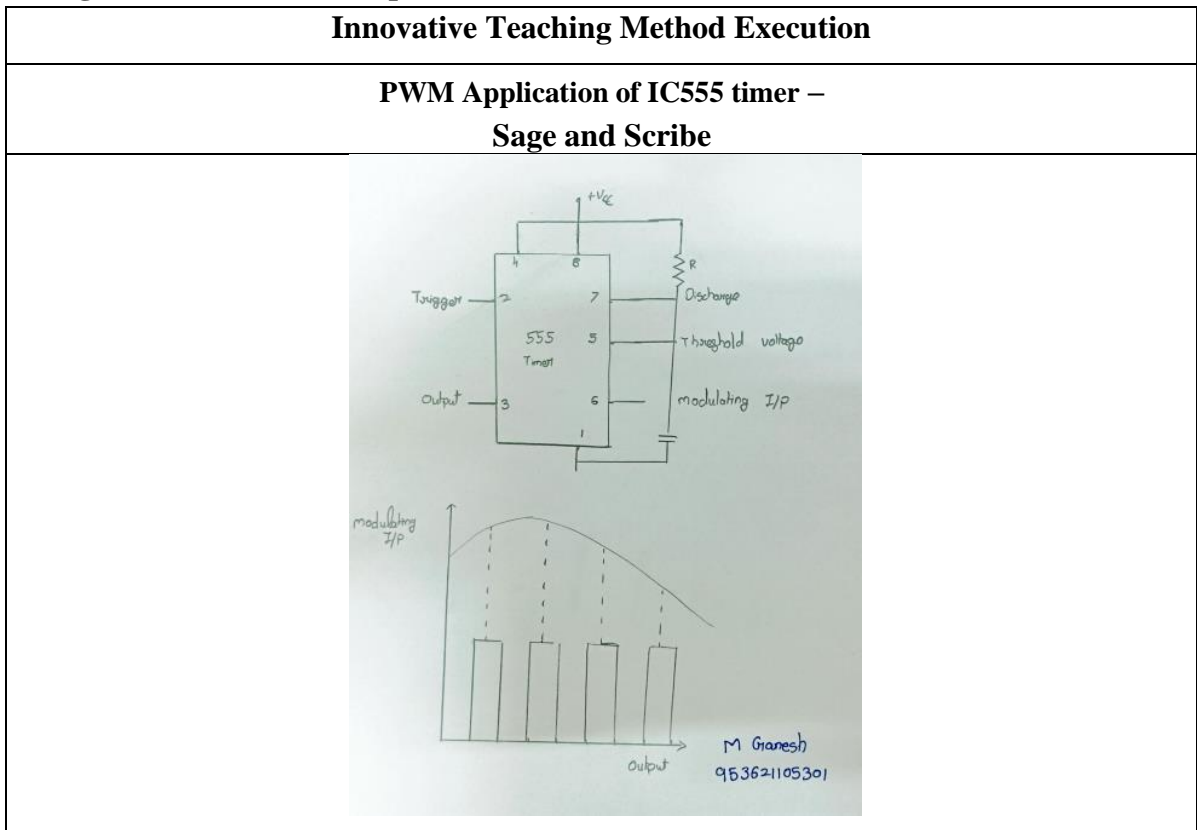 Innovative Teaching Method Execution
PWM Application of IC555 timer –
Sage and Scribe
+Vcc
4 8
R
Trigger 2 7 Discharge
555 5 Threshold voltage
Timer
Output 3 6 modulating I/P
1
modulating
I/P
Output
M Ganesh
953621105301